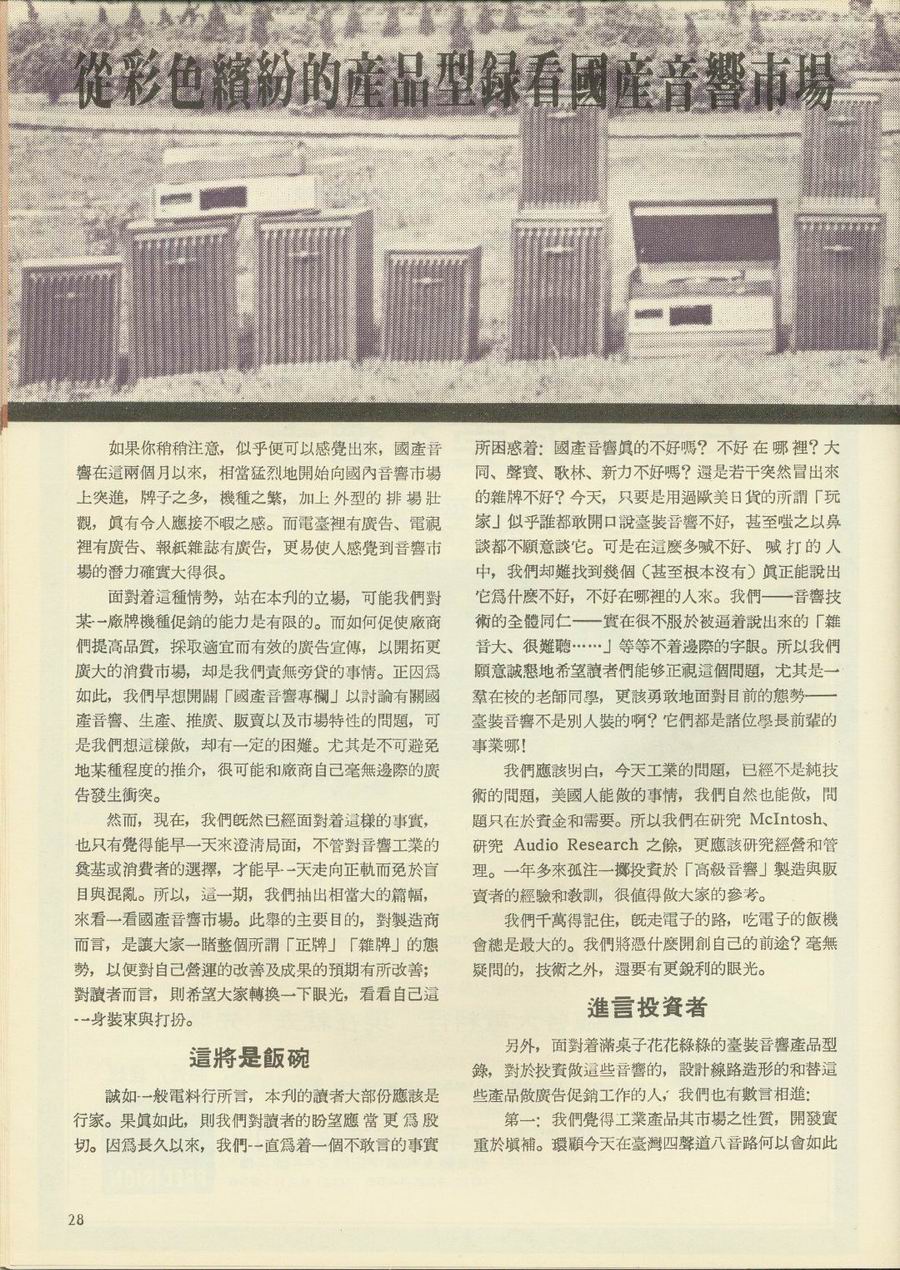 從彩色繽紛的產品型錄看國產音響市場
如果你稍稍注意，似乎便可以感覺出來，國產音
響在這兩個月以來，相當猛烈地開始向國內音響市場
上突進，牌子之多，機種之繁，加上外型的排場壯
觀，眞有令人應接不暇之感。而電臺裡有廣告、電視
裡有廣告、報紙雜誌有廣告，更易使人感覺到音響市
場的潛力確實大得很。
面對着這種情勢，站在本刋的立場，可能我們對
某一廠牌機種促銷的能力是有限的。而如何促使廠商
們提高品質，採取適宜而有效的廣告宣傳，以開拓更
廣大的消費市場，却是我們責無旁貸的事情。正因爲
如此，我們早想開闢「國產音響專欄」以討論有關國
產音響、生產、推廣、販賣以及市場特性的問題，可
是我們想這樣做，却有一定的困難。尤其是不可避免
地某種程度的推介，很可能和廠商自己毫無邊際的廣
告發生衝突。
然而，現在，我們旣然已經面對着這樣的事實，
也只有覺得能早一天來澄清局面，不管對音響工業的
奠基或消費者的選擇，才能早一天走向正軌而免於盲
目與混亂。所以，這一期，我們抽出相當大的篇幅，
來看一看國產音響市場。此舉的主要目的，對製造商
而言，是讓大家一睹整個所謂「正牌」「雜牌」的態
勢，以便對自己營運的改善及成果的預期有所改善；
對讀者而言，則希望大家轉換一下眼光，看看自己這
一身裝束與打扮。
這將是飯碗
誠如一般電料行所言，本刋的讀者大部份應該是
行家。果眞如此，則我們對讀者的盼望應當更爲殷
切。因爲長久以來，我們一直爲着一個不敢言的事實
所困惑着：國產音響眞的不好嗎？不好在哪裡？大
同、聲寶、歌林、新力不好嗎？還是若干突然冒出來
的雜牌不好？今天，只要是用過歐美日貨的所謂「玩
家」似乎誰都敢開口說臺裝音響不好，甚至嗤之以鼻
談都不願意談它。可是在這麼多喊不好、喊打的人
中，我們却難找到幾個（甚至根本沒有）眞正能說出
它爲什麽不好，不好在哪裡的人來。我們——音響技
術的全體同仁——實在很不服於被逼着說出來的「雜
音大、很難聽……」等等不着邊際的字眼。所以我們
願意誠懇地希望讀者們能够正視這個問題，尤其是一
羣在校的老師同學，更該勇敢地面對目前的態勢——
臺裝音響不是別人裝的啊？它們都是諸位學長前輩的
事業哪！
我們應該明白，今天工業的問題，已經不是純技
術的問題，美國人能做的事情，我們自然也能做，問
題只在於資金和需要。所以我們在研究 McIntosh、
研究 Audio Research 之餘，更應該研究經營和管
理。一年多來孤注一擲投資於「高級音響」製造與販
賣者的經驗和敎訓，很值得做大家的參考。
我們千萬得記住，旣走電子的路，吃電子的飯機
會總是最大的。我們將憑什麼開創自己的前途？毫無
疑問的，技術之外，還要有更銳利的眼光。
進言投資者
另外，面對着滿桌子花花綠綠的臺裝音響產品型
錄，對於投資做這些音響的，設計線路造形的和替這
些產品做廣告促銷工作的人，我們也有數言相進：
第一：我們覺得工業產品其市場之性質，開發實
重於塡補。環顧今天在臺灣四聲道八音路何以會如此
28